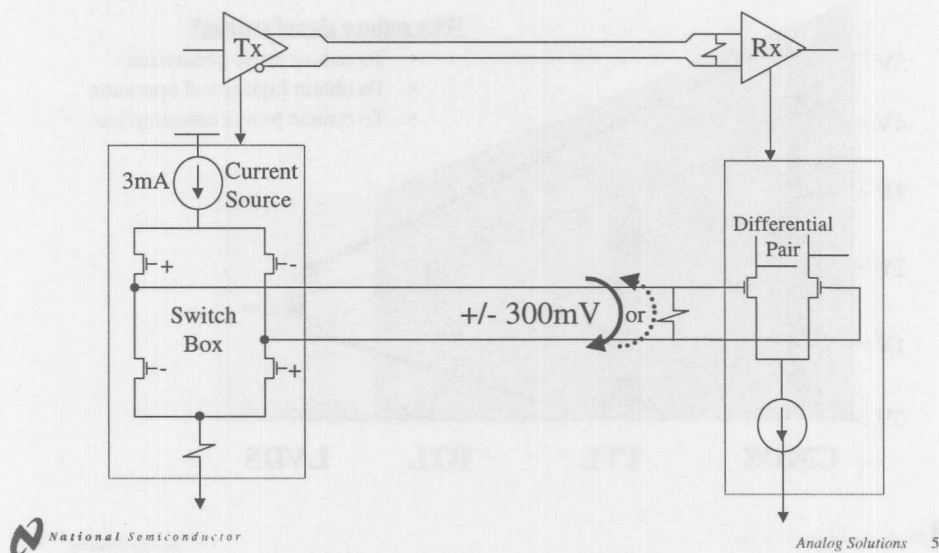 Tx
Rx
3mA
Current
Source
Differential
Pair
+
-
+/- 300mV
or
Switch
Box
-
+
National Semiconductor
Analog Solutions 5